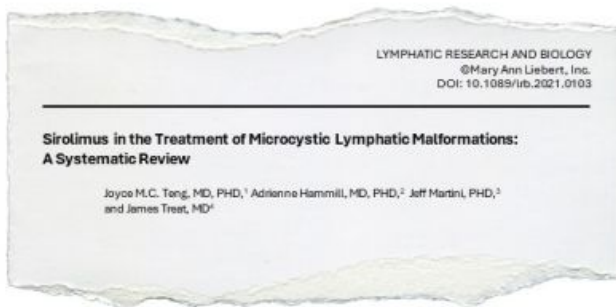 LYMPHATIC RESEARCH AND BIOLOGY
©Mary Ann Liebert, Inc.
DOI: 10.1089/lrb.2021.0103
Sirolimus in the Treatment of Microcystic Lymphatic Malformations:
A Systematic Review
Joyce M.C. Teng, MD, PHD,¹ Adrienne Hammill, MD, PHD,² Jeff Martini, PHD,³
and James Treat, MD⁴